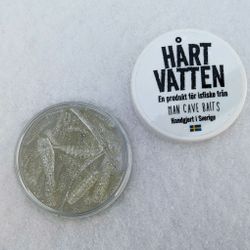 HÅRT
VATTEN
En produkt för isfiske från
MAN CAVE BAITS
Handgjort i Sverige